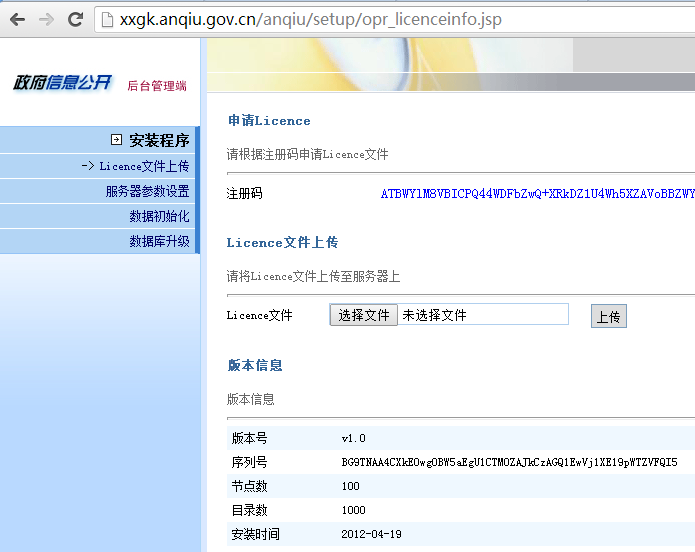 xxgk.anqiu.gov.cn/anqiu/setup/opr_licenceinfo.jsp
政府信息公开 后台管理端
安装程序
-> Licence文件上传
服务器参数设置
数据初始化
数据库升级
申请Licence
请根据注册码申请Licence文件
注册码 ATBWYlM8VBICPQ44WDFbZwQ+XRkDZ1U4Wh5XZAVoBBZWY
Licence文件上传
请将Licence文件上传至服务器上
Licence文件 选择文件 未选择文件 上传
版本信息
版本信息
版本号 v1.0
序列号 BG9TNAA4CXkEOwg0BW5aEgU1CTMOZAJkCzAGQ1EwVj1XE19pWTZVFQI5
节点数 100
目录数 1000
安装时间 2012-04-19